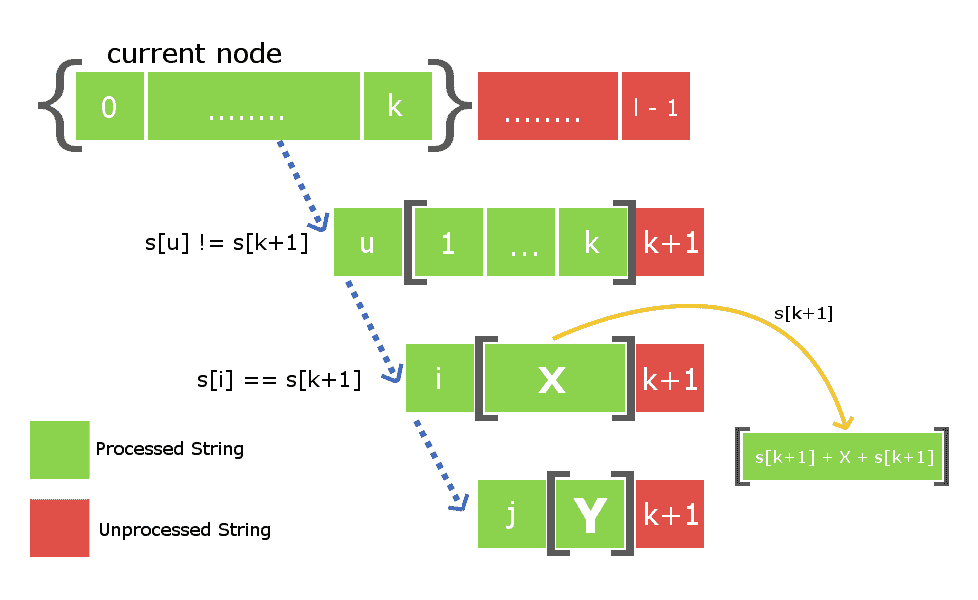 current node
{ 0 ........ k } ........ l - 1
s[u] != s[k+1] u [ 1 ... k ] k+1
s[k+1]
s[i] == s[k+1] i [ X ] k+1
Processed String
[ s[k+1] + X + s[k+1] ]
j [ Y ] k+1
Unprocessed String